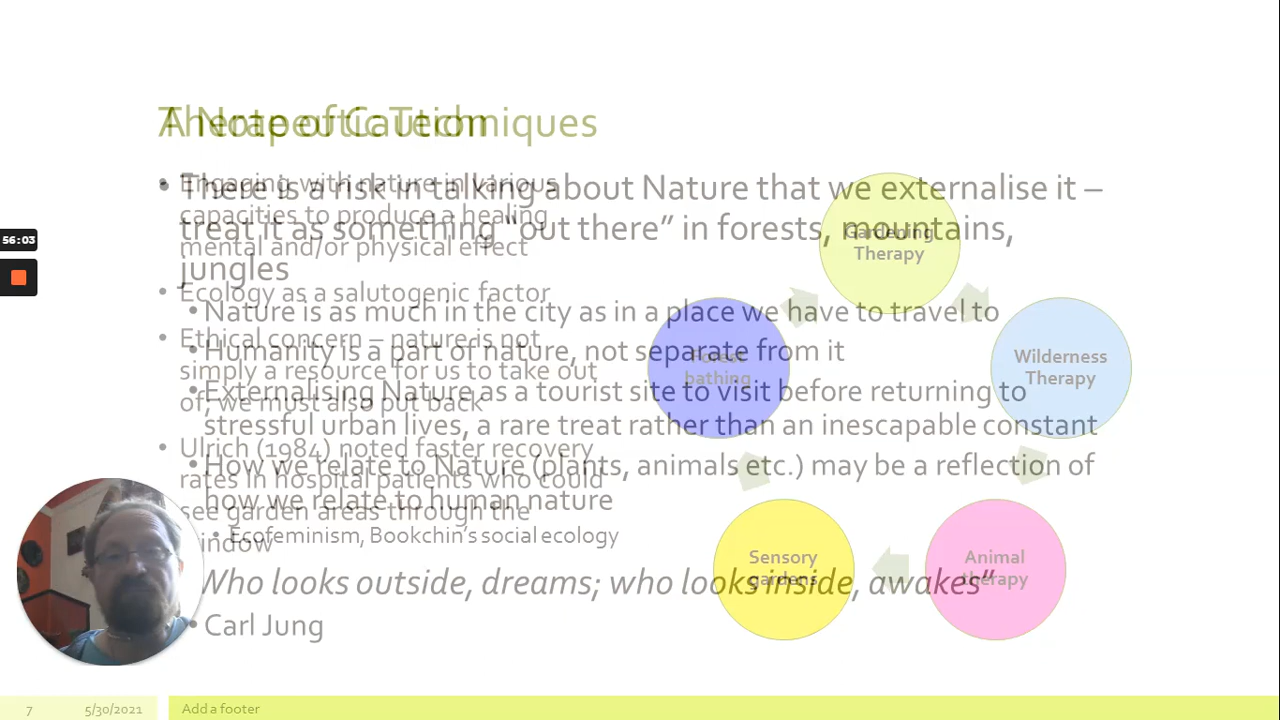 Therapeutic Techniques
A Note of Caution
• Engaging with nature in various
capacities to produce a healing
mental and/or physical effect
• Ecology as a salutogenic factor
• Ethical concern – nature is not
simply a resource for us to take out
of, we must also put back
• Ulrich (1984) noted faster recovery
rates in hospital patients who could
see garden areas through the
window
• There is a risk in talking about Nature that we externalise it –
treat it as something “out there” in forests, mountains,
jungles
• Nature is as much in the city as in a place we have to travel to
• Humanity is a part of nature, not separate from it
• Externalising Nature as a tourist site to visit before returning to
stressful urban lives, a rare treat rather than an inescapable constant
• How we relate to Nature (plants, animals etc.) may be a reflection of
how we relate to human nature
• Ecofeminism, Bookchin’s social ecology
Who looks outside, dreams; who looks inside, awakes”
• Carl Jung
Gardening
Therapy
Wilderness
Therapy
Animal
therapy
Sensory
gardens
Forest
bathing
56:03
7
5/30/2021
Add a footer